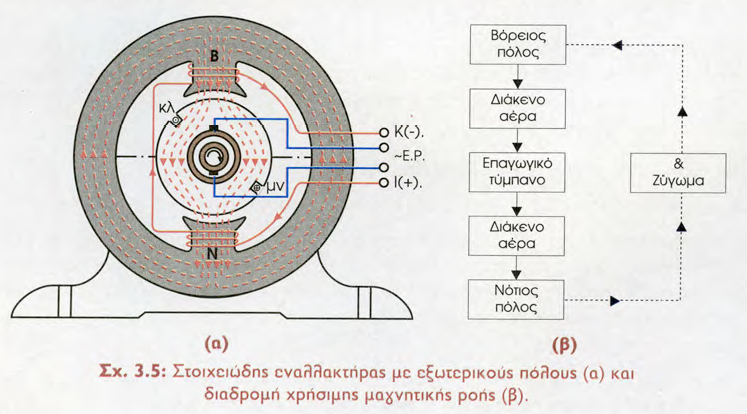 B
κλ
μν
N
K(-).
~Ε.Ρ.
I(+).
(α)
Βόρειος
πόλος
Διάκενο
αέρα
Επαγωγικό
τύμπανο
Διάκενο
αέρα
Νότιος
πόλος
&
Ζύγωμα
(β)
Σχ. 3.5: Στοιχειώδης εναλλακτήρας με εξωτερικούς πόλους (α) και
διαδρομή χρήσιμης μαγνητικής ροής (β).